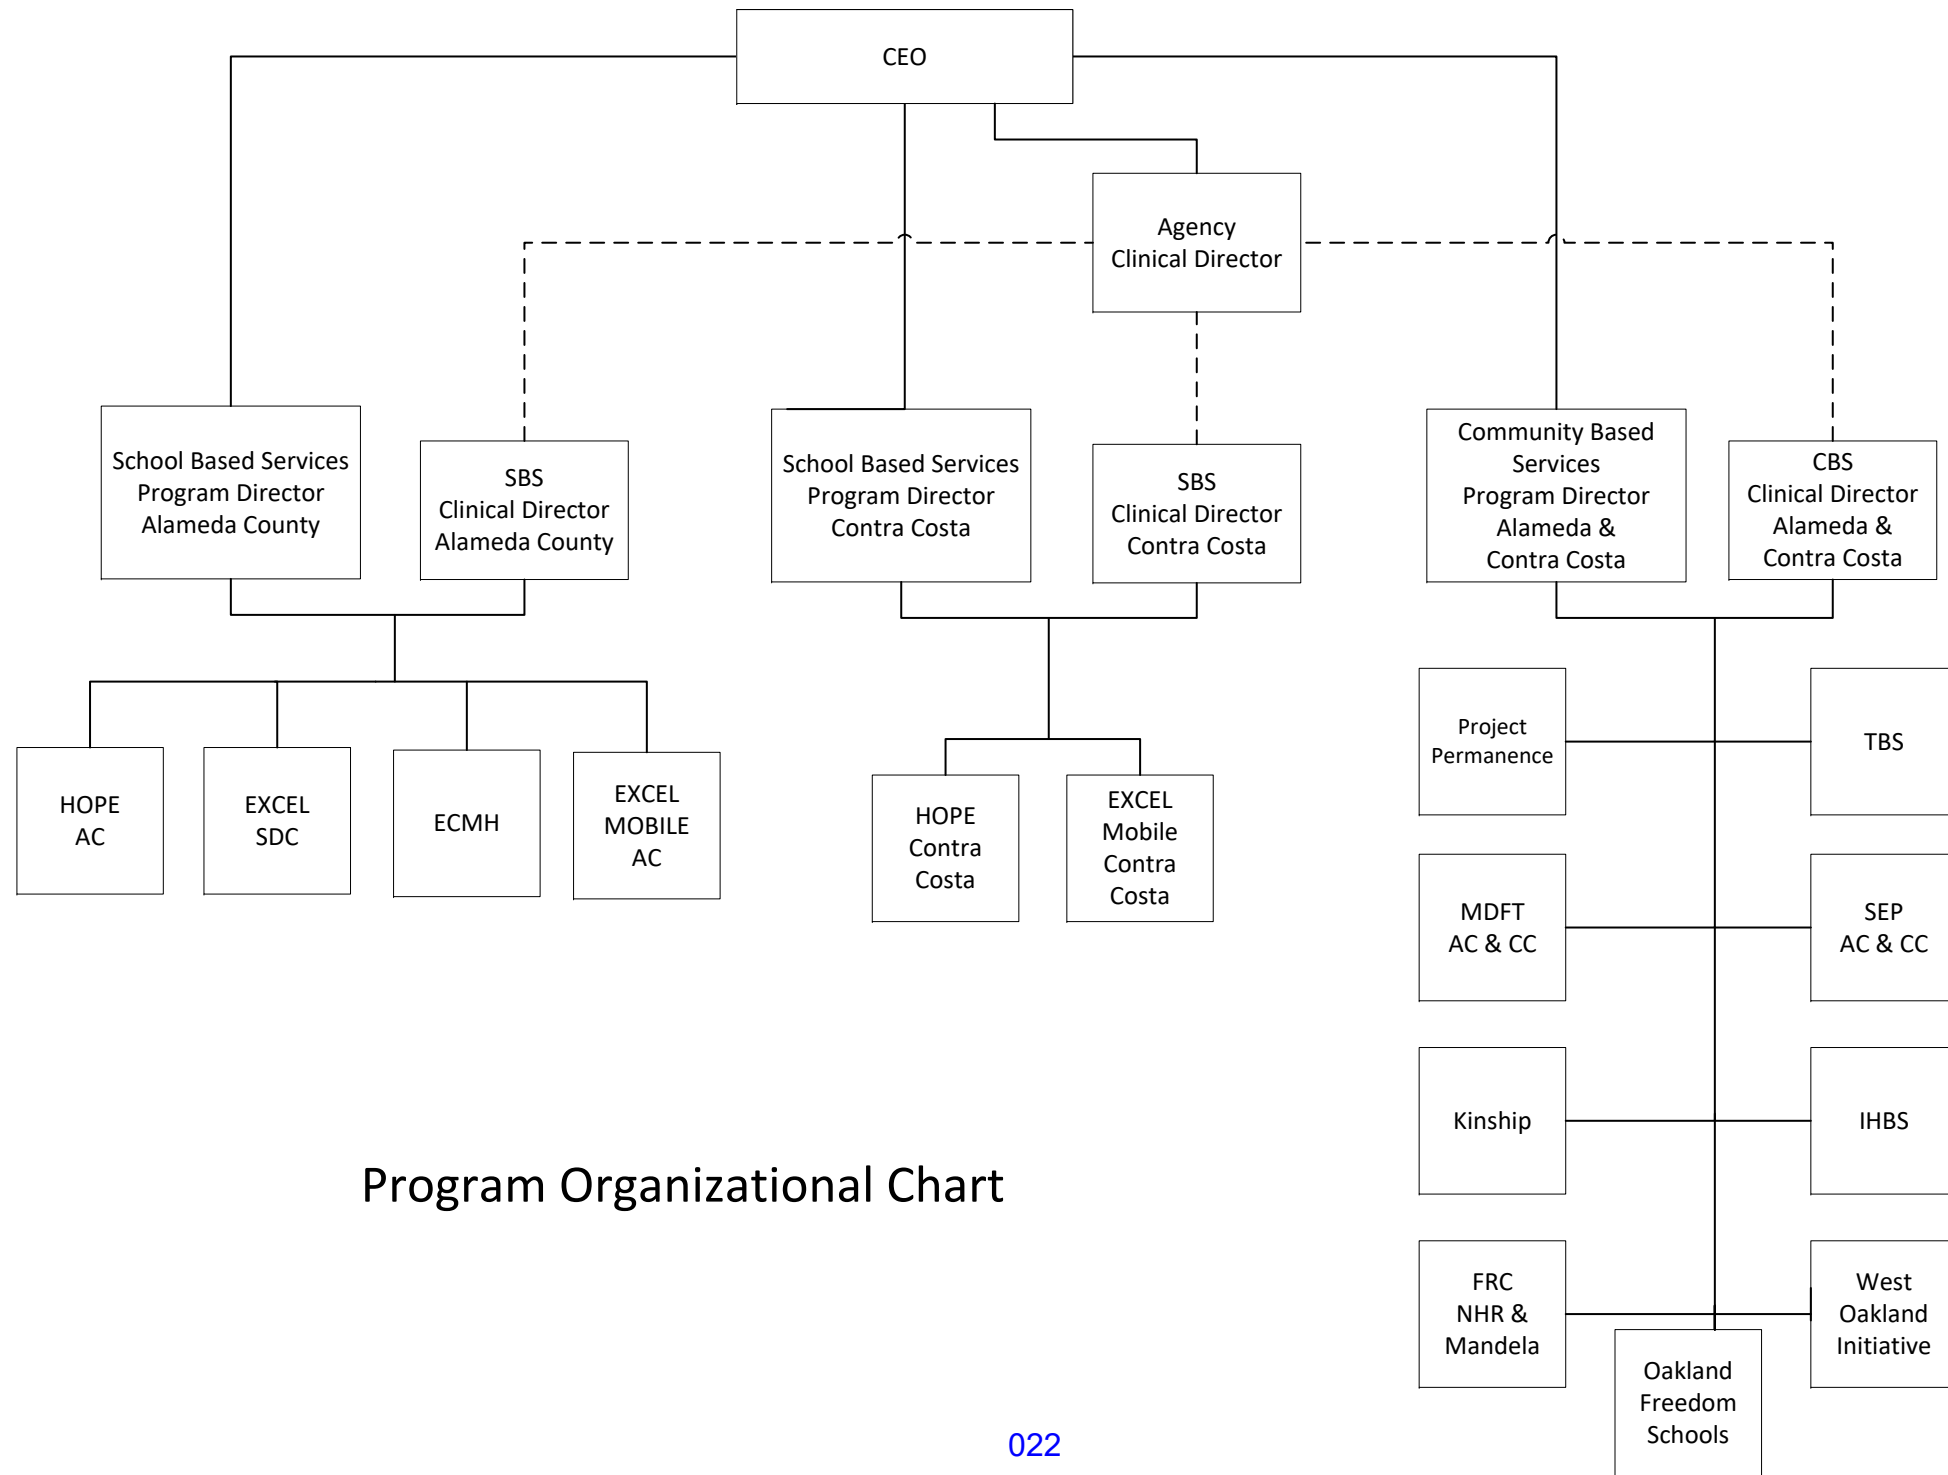 CEO
Agency
Clinical Director
School Based Services
Program Director
Alameda County
SBS
Clinical Director
Alameda County
School Based Services
Program Director
Contra Costa
SBS
Clinical Director
Contra Costa
Community Based
Services
Program Director
Alameda &
Contra Costa
CBS
Clinical Director
Alameda &
Contra Costa
HOPE
AC
EXCEL
SDC
ECMH
EXCEL
MOBILE
AC
HOPE
Contra
Costa
EXCEL
Mobile
Contra
Costa
Project
Permanence
TBS
MDFT
AC & CC
SEP
AC & CC
Kinship
IHBS
FRC
NHR &
Mandela
West
Oakland
Initiative
Oakland
Freedom
Schools
Program Organizational Chart
022